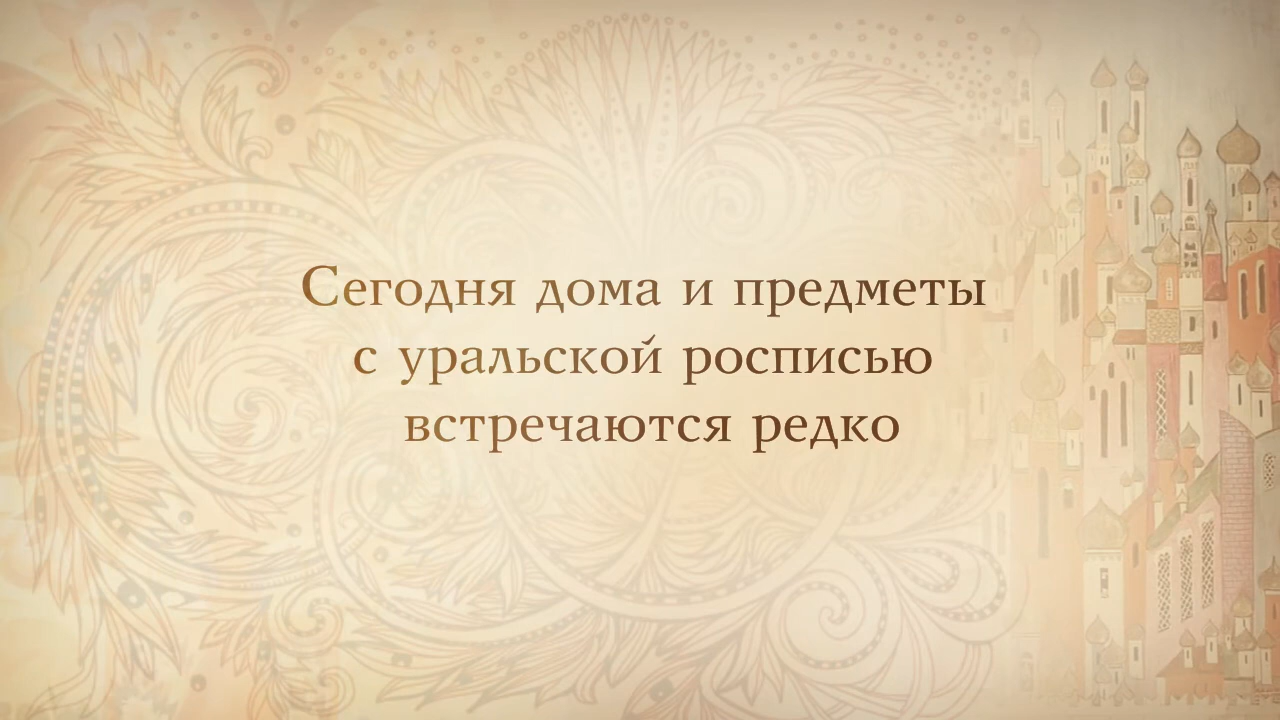 Сегодня дома и предметы
с уральской росписью
встречаются редко